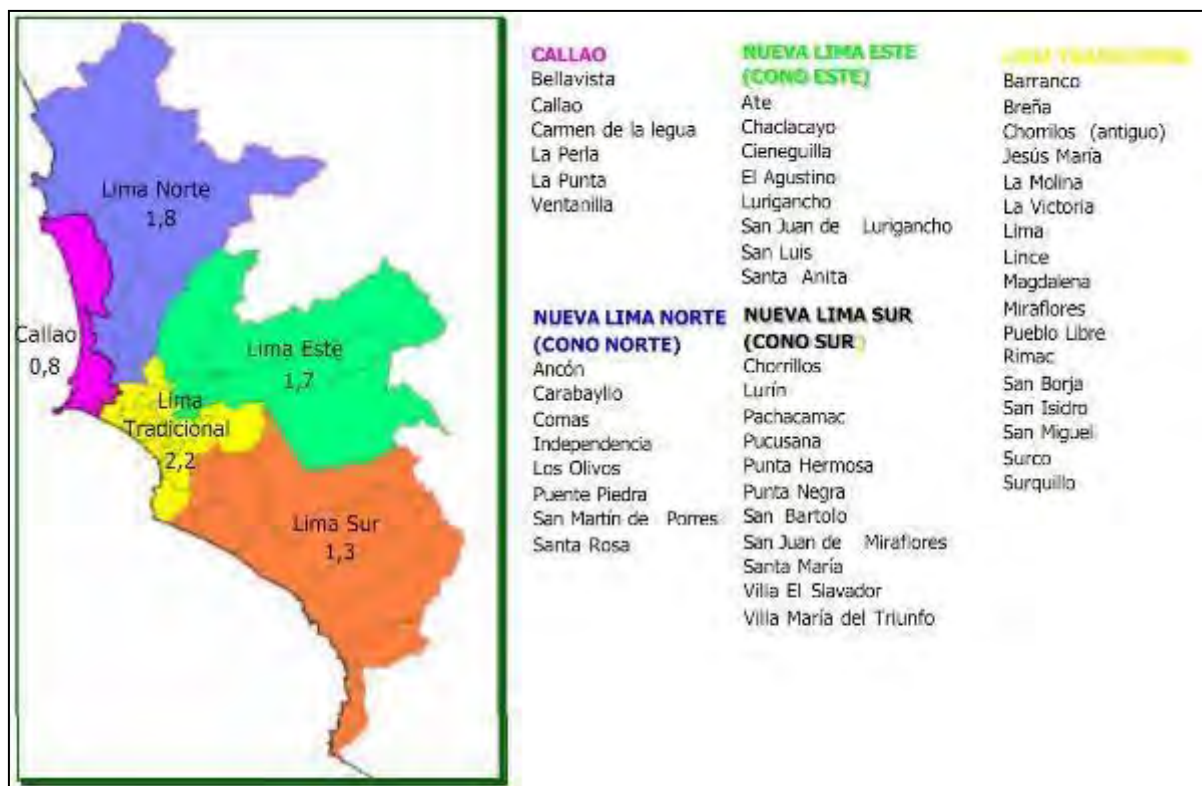 Lima Norte
1,8
Callao
0,8
Lima Este
1,7
Lima
Tradicional
2,2
Lima Sur
1,3
CALLAO
Bellavista
Callao
Carmen de la legua
La Perla
La Punta
Ventanilla
NUEVA LIMA ESTE
(CONO ESTE)
Ate
Chaclacayo
Cieneguilla
El Agustino
Lurigancho
San Juan de Lurigancho
San Luis
Santa Anita
LIMA TRADICIONAL
Barranco
Breña
Chorrilos (antiguo)
Jesús María
La Molina
La Victoria
Lima
Lince
Magdalena
Miraflores
Pueblo Libre
Rimac
San Borja
San Isidro
San Miguel
Surco
Surquillo
NUEVA LIMA NORTE
(CONO NORTE)
Ancón
Carabayllo
Comas
Independencia
Los Olivos
Puente Piedra
San Martín de Porres
Santa Rosa
NUEVA LIMA SUR
(CONO SUR)
Chorrillos
Lurín
Pachacamac
Pucusana
Punta Hermosa
Punta Negra
San Bartolo
San Juan de Miraflores
Santa María
Villa El Slavador
Villa María del Triunfo